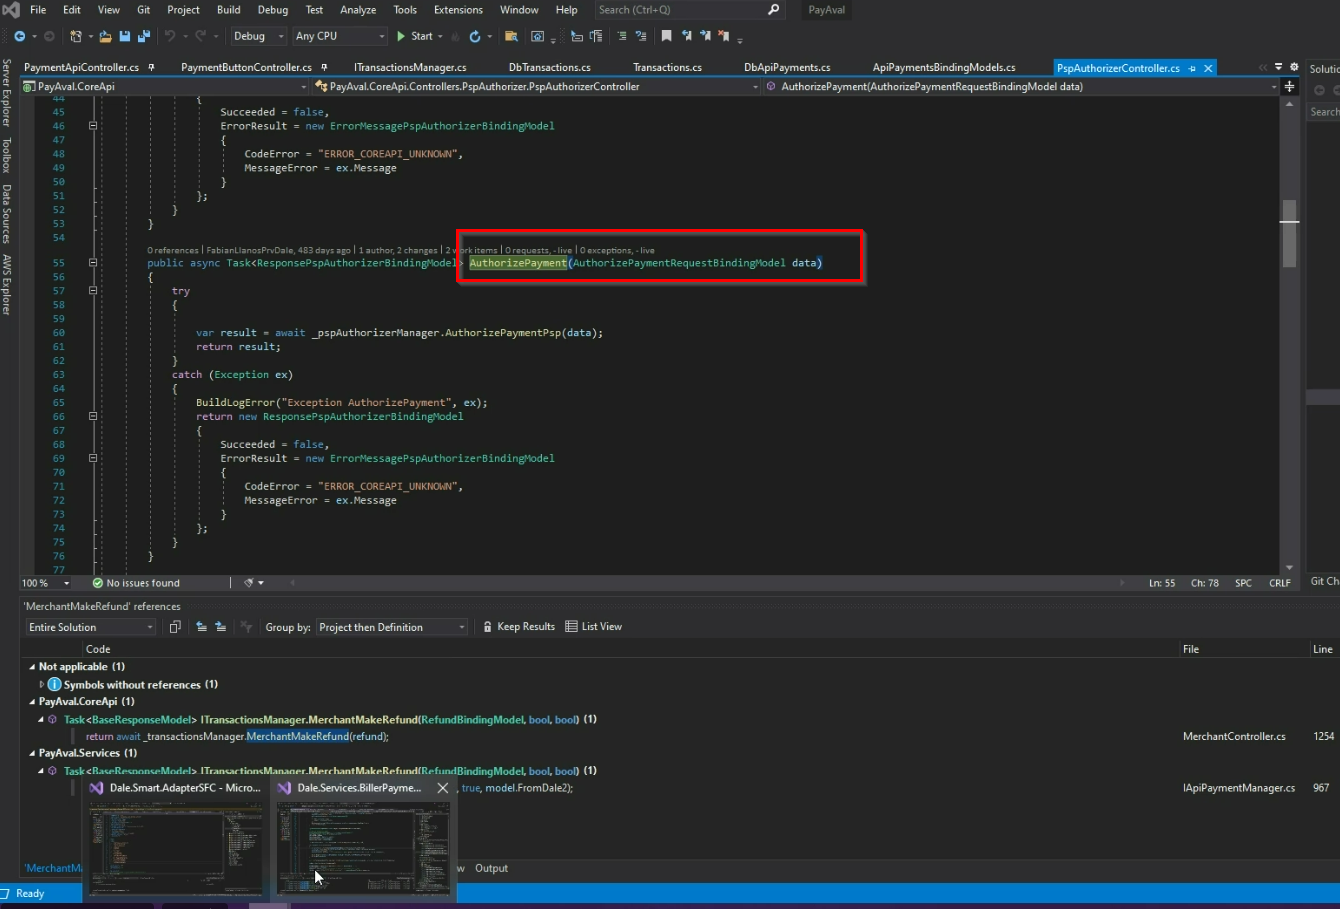 File Edit View Git Project Build Debug Test Analyze Tools Extensions Window Help Search (Ctrl+Q) PayAval
Debug Any CPU Start
PaymentApiController.cs PaymentButtonController.cs ITransactionsManager.cs DbTransactions.cs Transactions.cs DbApiPayments.cs ApiPaymentsBindingModels.cs PspAuthorizerController.cs
Solutio
PayAval.CoreApi PayAval.CoreApi.Controllers.PspAuthorizer.PspAuthorizerController AuthorizePayment(AuthorizePaymentRequestBindingModel data)
Search
Server Explorer
Toolbox
Data Sources
AWS Explorer
44 {
45 Succeeded = false,
46 ErrorResult = new ErrorMessagePspAuthorizerBindingModel
47 {
48 CodeError = "ERROR_COREAPI_UNKNOWN",
49 MessageError = ex.Message
50 }
51 };
52 }
53 }
54
0 references | FabianLlanosPrvDale, 483 days ago | 1 author, 2 changes | 2 work items | 0 requests, - live | 0 exceptions, - live
55 public async Task<ResponsePspAuthorizerBindingModel> AuthorizePayment(AuthorizePaymentRequestBindingModel data)
56 {
57 try
58 {
59
60 var result = await _pspAuthorizerManager.AuthorizePaymentPsp(data);
61 return result;
62 }
63 catch (Exception ex)
64 {
65 BuildLogError("Exception AuthorizePayment", ex);
66 return new ResponsePspAuthorizerBindingModel
67 {
68 Succeeded = false,
69 ErrorResult = new ErrorMessagePspAuthorizerBindingModel
70 {
71 CodeError = "ERROR_COREAPI_UNKNOWN",
72 MessageError = ex.Message
73 }
74 };
75 }
76 }
77
100 % No issues found Ln: 55 Ch: 78 SPC CRLF Git Ch
'MerchantMakeRefund' references
Entire Solution Group by: Project then Definition Keep Results List View
Code File Line
Not applicable (1)
Symbols without references (1)
PayAval.CoreApi (1)
Task<BaseResponseModel> ITransactionsManager.MerchantMakeRefund(RefundBindingModel, bool, bool) (1)
return await _transactionsManager.MerchantMakeRefund(refund); MerchantController.cs 1254
PayAval.Services (1)
Task<BaseResponseModel> ITransactionsManager.MerchantMakeRefund(RefundBindingModel, bool, bool) (1)
Dale.Smart.AdapterSFC - Micro... Dale.Services.BillerPayme... , true, model.FromDale2); IApiPaymentManager.cs 967
'MerchantMa w Output
Ready